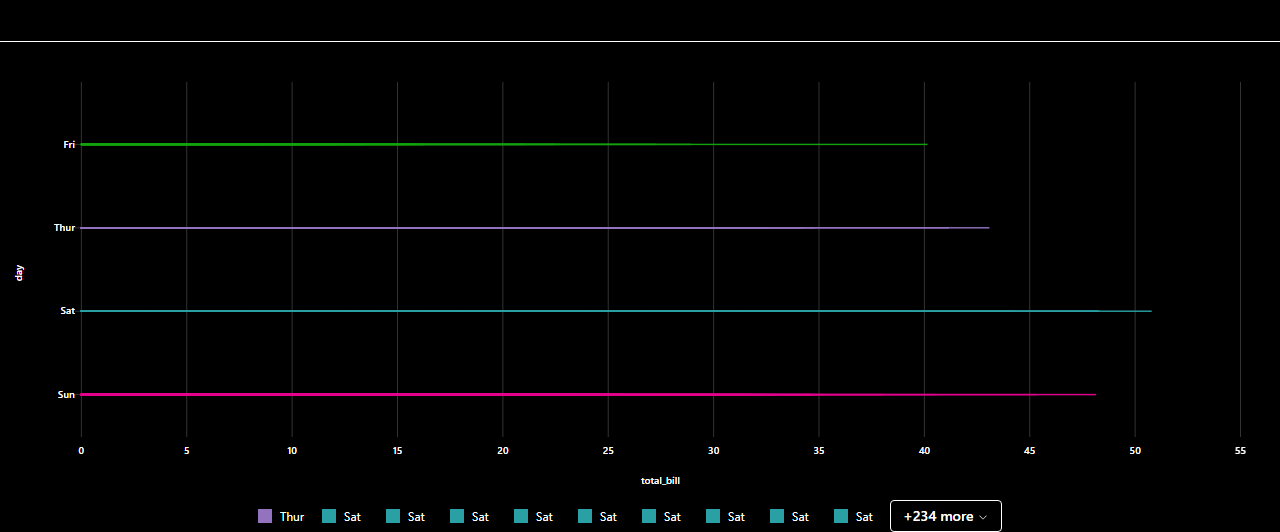 Fri
Thur
day
Sat
Sun
0 5 10 15 20 25 30 35 40 45 50 55
total_bill
Thur Sat Sat Sat Sat Sat Sat Sat Sat Sat +234 more